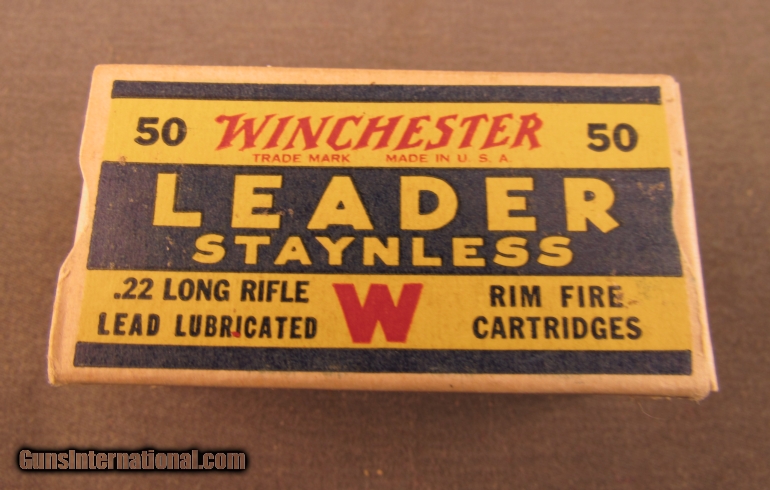 50 WINCHESTER 50
TRADE MARK MADE IN U. S. A.
LEADER
STAYNLESS
.22 LONG RIFLE W RIM FIRE
LEAD LUBRICATED CARTRIDGES
GunsInternational.com